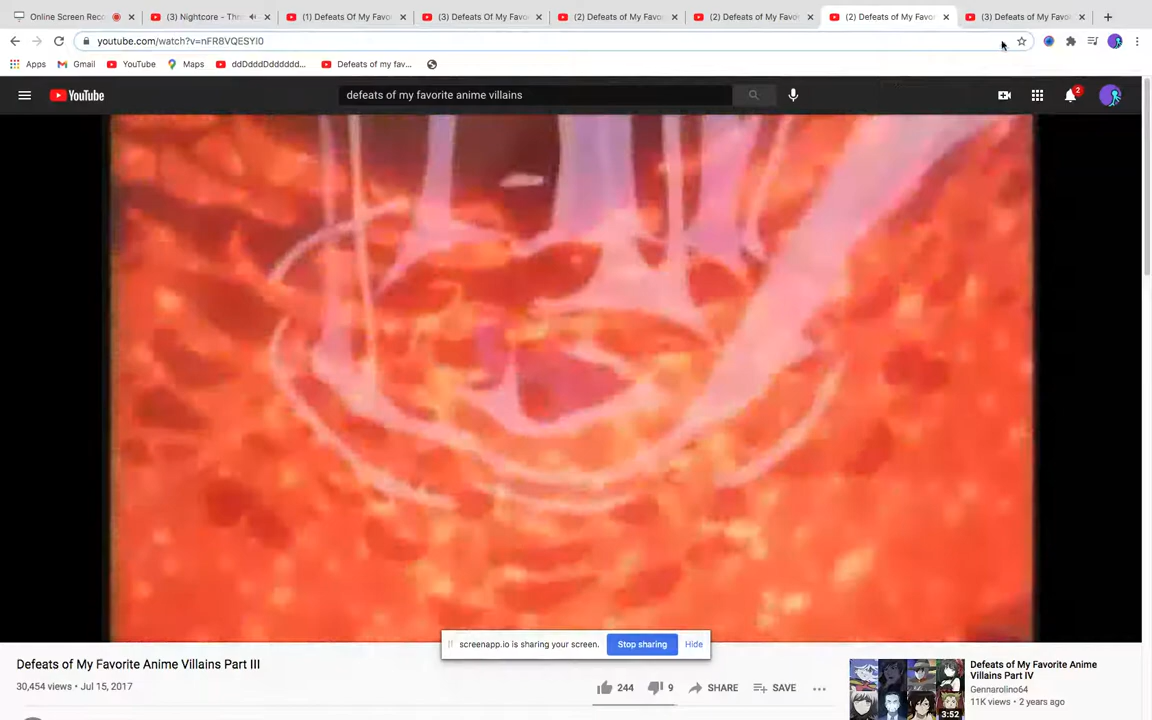 Online Screen Reco
(3) Nightcore - Th
(1) Defeats Of My Favo
(3) Defeats Of My Favo
(2) Defeats of My Favo
(2) Defeats of My Favo
(2) Defeats of My Favo
(3) Defeats of My Favo
youtube.com/watch?v=nFR8VQESYI0
Apps
Gmail
YouTube
Maps
ddDdddDdddddd...
Defeats of my fav...
YouTube
defeats of my favorite anime villains
2
screenapp.io is sharing your screen.
Stop sharing
Hide
Defeats of My Favorite Anime Villains Part III
30,454 views • Jul 15, 2017
244
9
SHARE
SAVE
Defeats of My Favorite Anime
Villains Part IV
Gennarolino64
11K views • 2 years ago
3:52